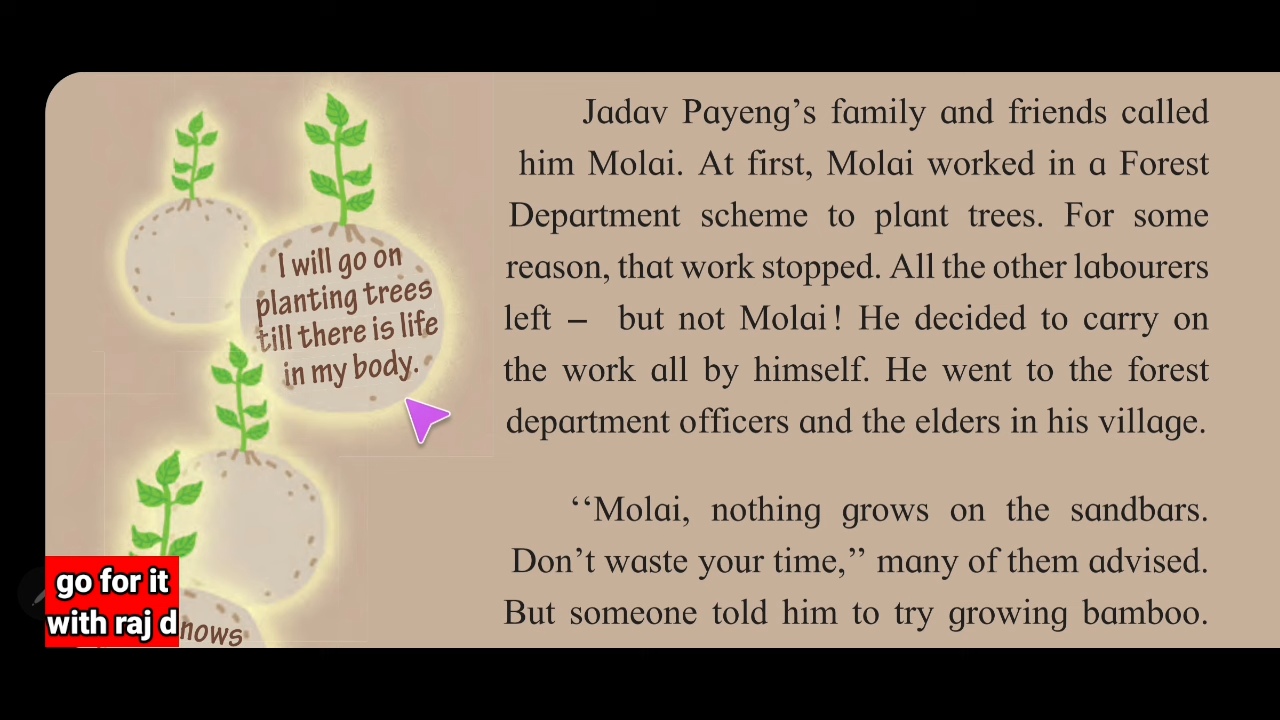 I will go on
planting trees
till there is life
in my body.
Jadav Payeng’s family and friends called
him Molai. At first, Molai worked in a Forest
Department scheme to plant trees. For some
reason, that work stopped. All the other labourers
left – but not Molai! He decided to carry on
the work all by himself. He went to the forest
department officers and the elders in his village.
‘‘Molai, nothing grows on the sandbars.
Don’t waste your time,’’ many of them advised.
But someone told him to try growing bamboo.
go for it
with raj d